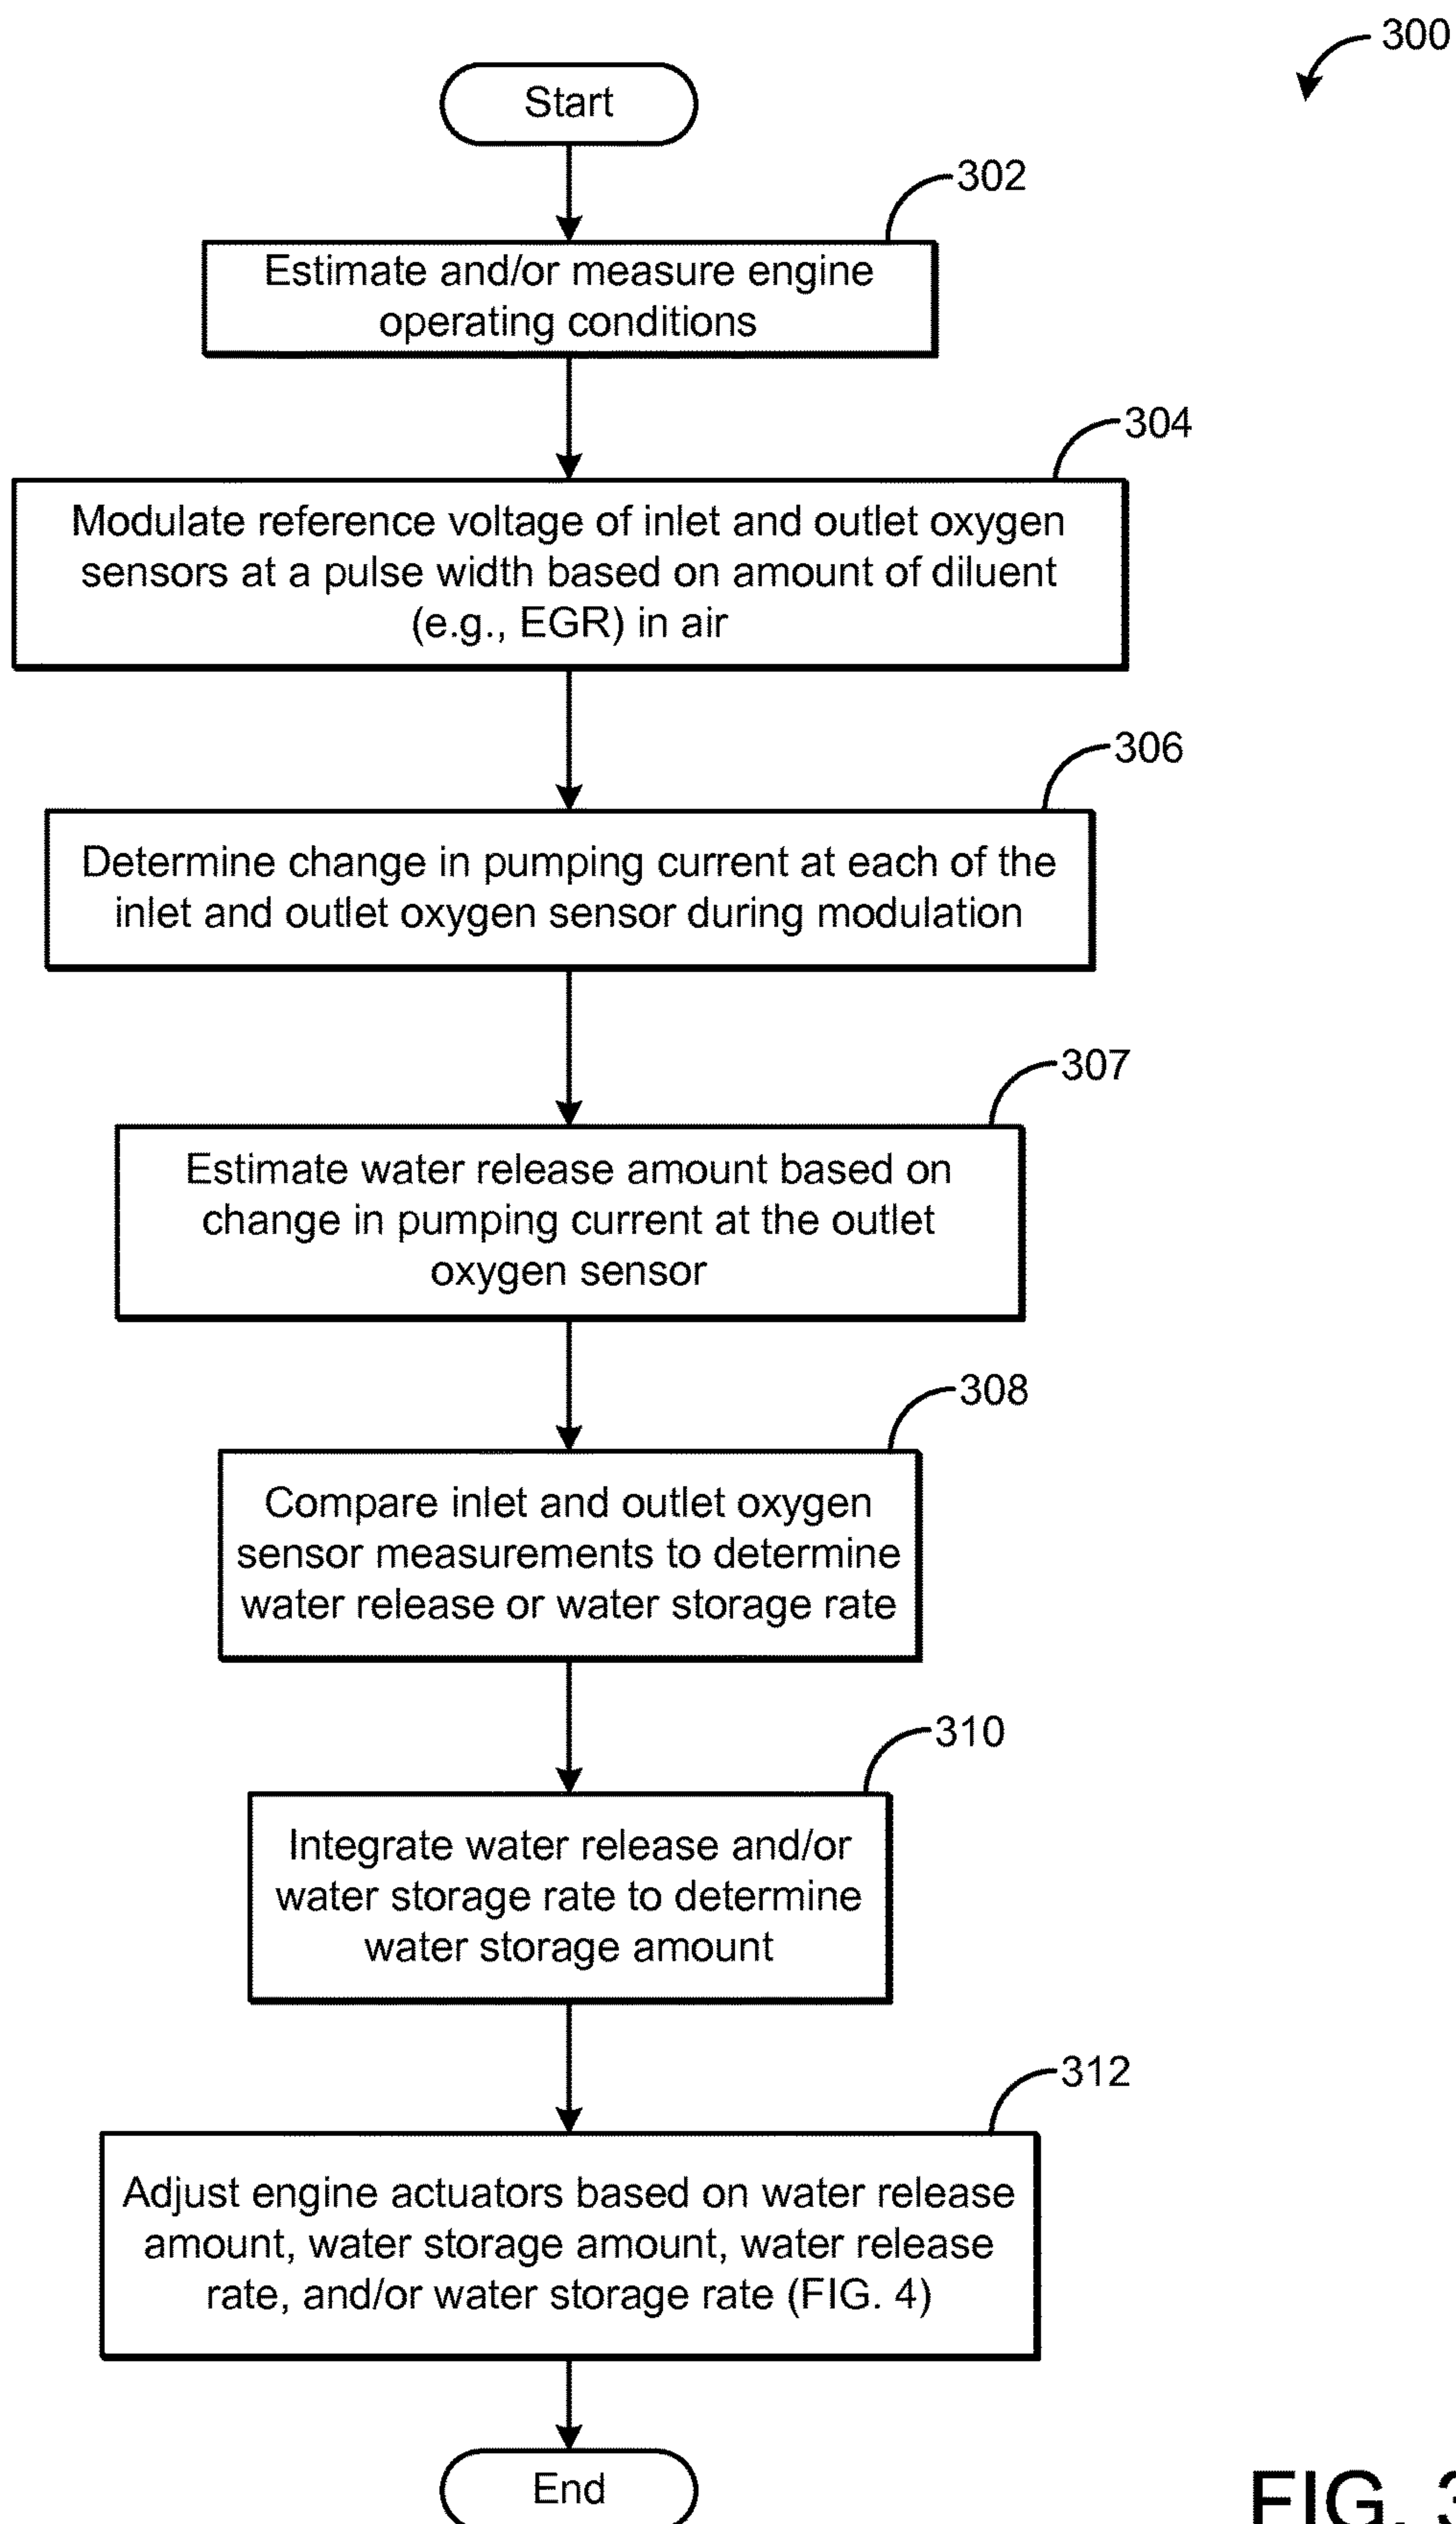 300
Start
302
Estimate and/or measure engine
operating conditions
304
Modulate reference voltage of inlet and outlet oxygen
sensors at a pulse width based on amount of diluent
(e.g., EGR) in air
306
Determine change in pumping current at each of the
inlet and outlet oxygen sensor during modulation
307
Estimate water release amount based on
change in pumping current at the outlet
oxygen sensor
308
Compare inlet and outlet oxygen
sensor measurements to determine
water release or water storage rate
310
Integrate water release and/or
water storage rate to determine
water storage amount
312
Adjust engine actuators based on water release
amount, water storage amount, water release
rate, and/or water storage rate (FIG. 4)
End
FIG. 3